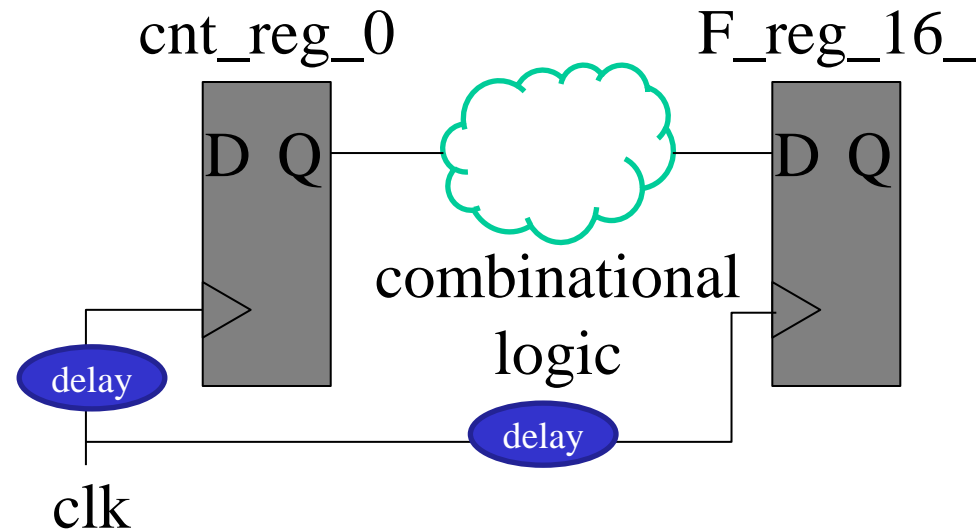 cnt_reg_0
F_reg_16_
D Q
D Q
combinational
logic
delay
delay
clk